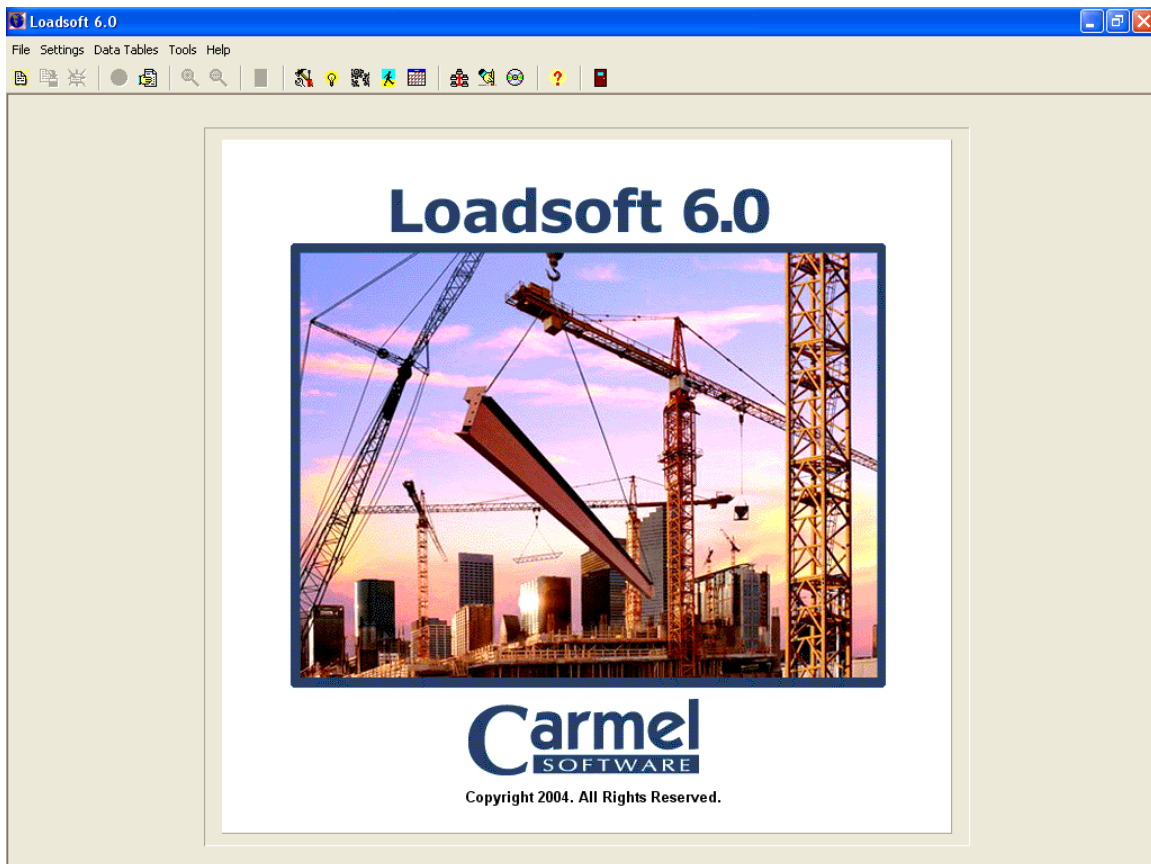 Loadsoft 6.0
File Settings Data Tables Tools Help
Loadsoft 6.0
Carmel
SOFTWARE
Copyright 2004. All Rights Reserved.